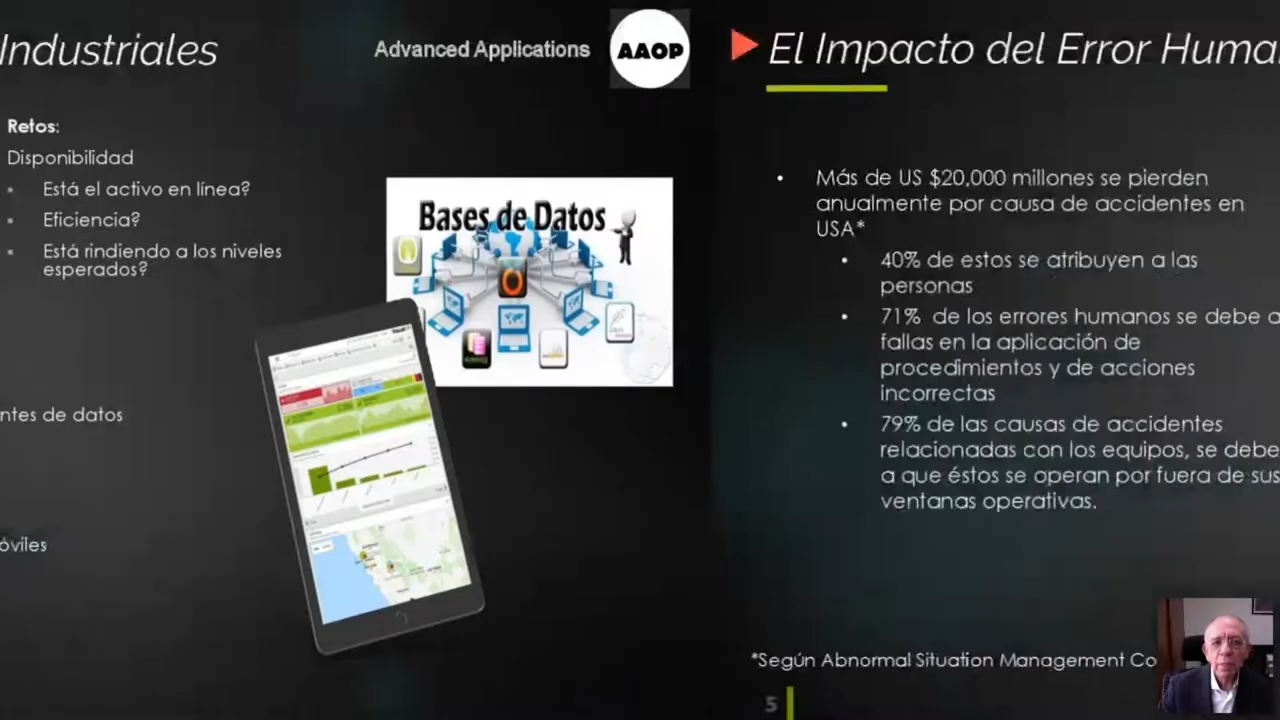 Industriales
Advanced Applications
AAOP
Retos:
Disponibilidad
Está el activo en línea?
Eficiencia?
Está rindiendo a los niveles
esperados?
Bases de Datos
ntes de datos
óviles
El Impacto del Error Huma
Más de US $20,000 millones se pierden
anualmente por causa de accidentes en
USA*
40% de estos se atribuyen a las
personas
71% de los errores humanos se debe a
fallas en la aplicación de
procedimientos y de acciones
incorrectas
79% de las causas de accidentes
relacionadas con los equipos, se debe
a que éstos se operan por fuera de sus
ventanas operativas.
*Según Abnormal Situation Management Co
5